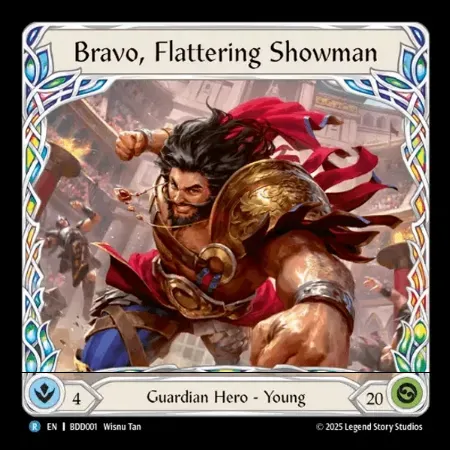 Bravo, Flattering Showman
4 Guardian Hero - Young 20
R EN | BDD001 Wisnu Tan © 2025 Legend Story Studios